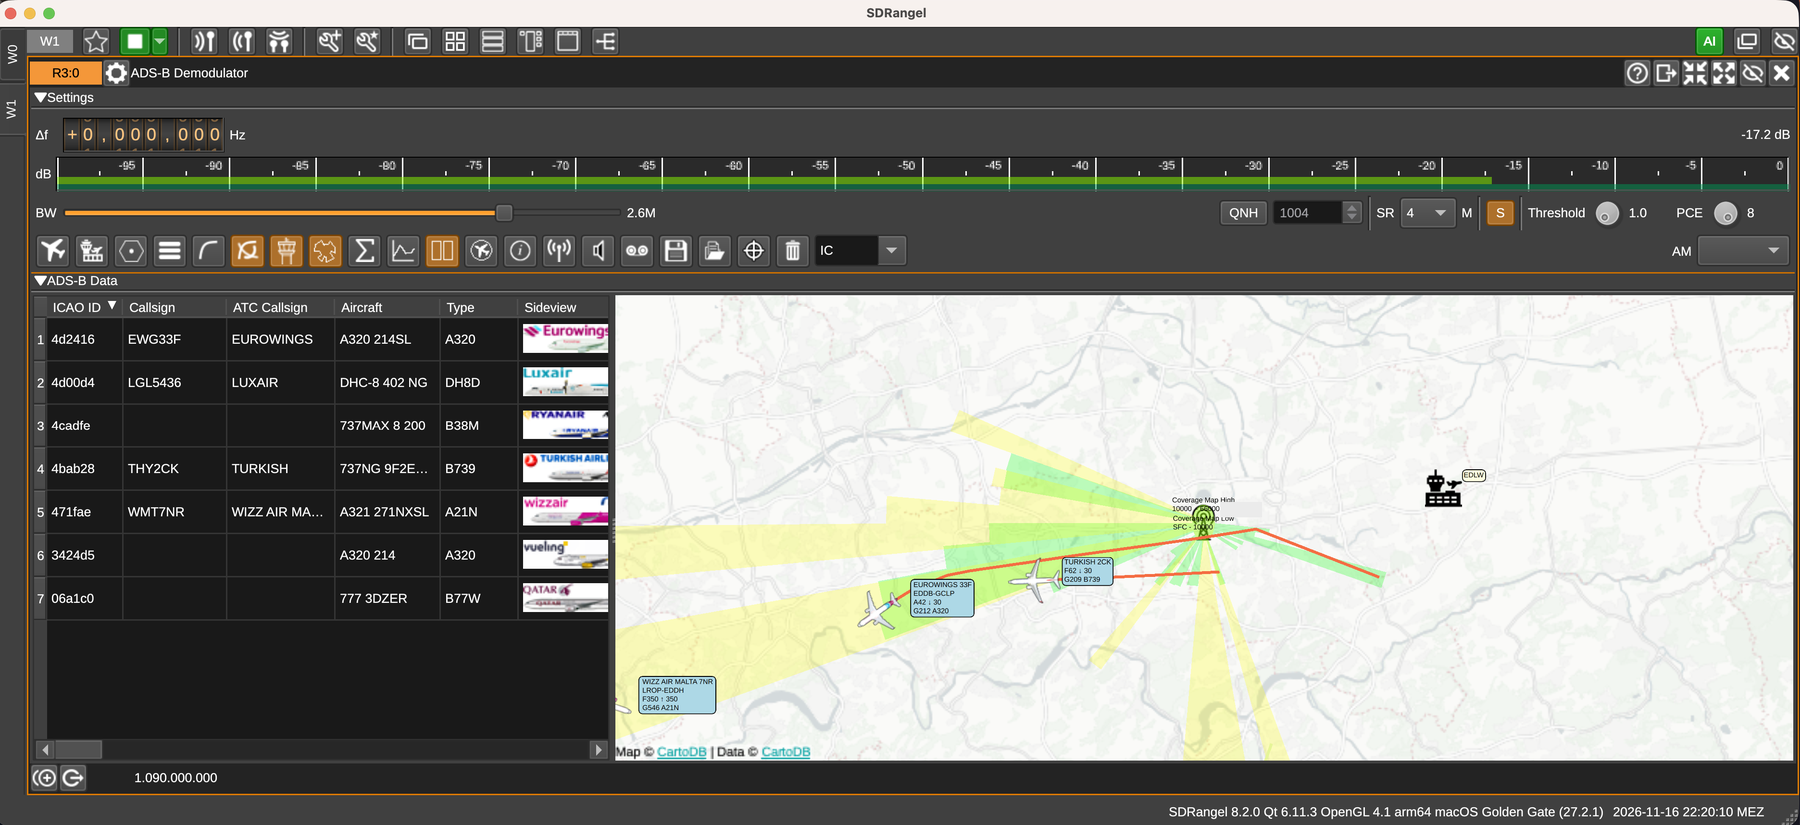 SDRangel
W0
W1
W1
AI
R3:0
ADS-B Demodulator
▼Settings
Δf +0,000,000 Hz
-17.2 dB
dB -95 -90 -85 -80 -75 -70 -65 -60 -55 -50 -45 -40 -35 -30 -25 -20 -15 -10 -5 0
BW 2.6M QNH 1004 SR 4 M S Threshold 1.0 PCE 8
IC
AM
▼ADS-B Data
ICAO ID Callsign ATC Callsign Aircraft Type Sideview
1 4d2416 EWG33F EUROWINGS A320 214SL A320 Eurowings
2 4d00d4 LGL5436 LUXAIR DHC-8 402 NG DH8D Luxair
3 4cadfe 737MAX 8 200 B38M RYANAIR
4 4bab28 THY2CK TURKISH 737NG 9F2E... B739 TURKISH AIRLI
5 471fae WMT7NR WIZZ AIR MA... A321 271NXSL A21N wizzair
6 3424d5 A320 214 A320 vueling
7 06a1c0 777 3DZER B77W QATAR
EDLW
Coverage Map High
Coverage Map Low
SFC - 10000
TURKISH 2CK
F62 ↓ 30
G209 B739
EUROWINGS 33F
EDDB-GCLP
A42 ↓ 30
G212 A320
WIZZ AIR MALTA 7NR
LROP-EDDH
F350 ↑ 350
G546 A21N
Map © CartoDB | Data © CartoDB
1.090.000.000
SDRangel 8.2.0 Qt 6.11.3 OpenGL 4.1 arm64 macOS Golden Gate (27.2.1) 2026-11-16 22:20:10 MEZ